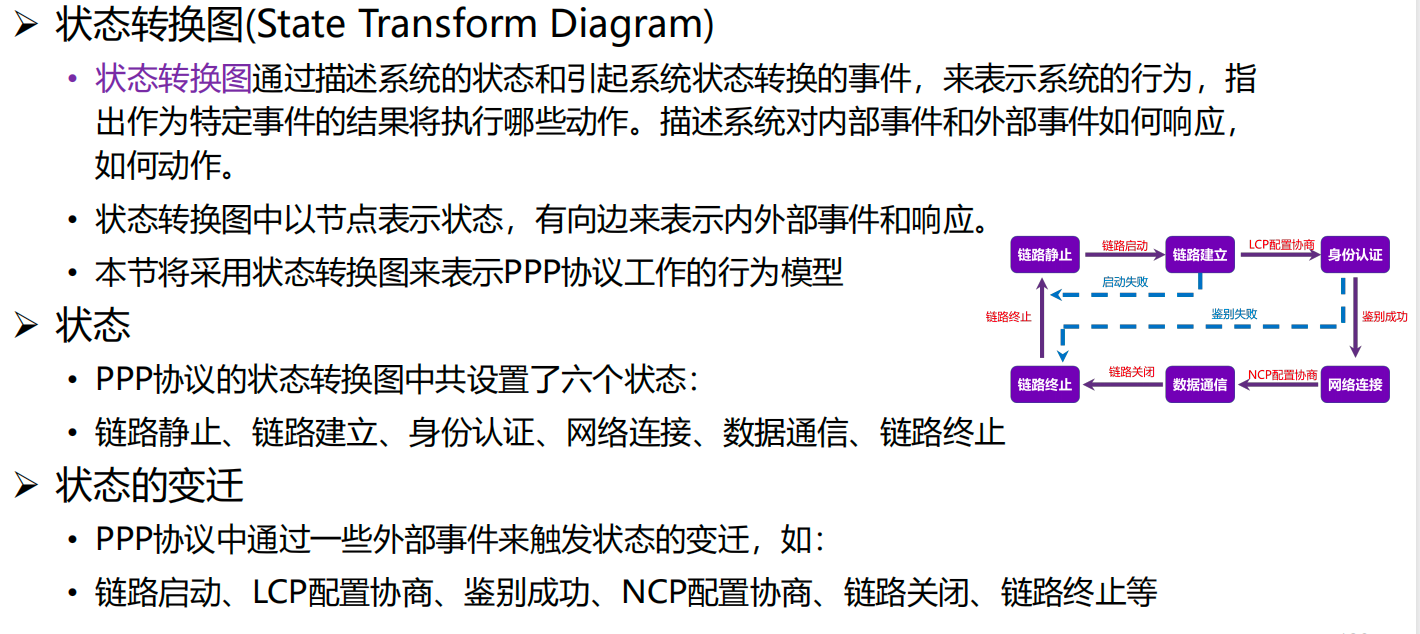 ➢ 状态转换图(State Transform Diagram)
• 状态转换图通过描述系统的状态和引起系统状态转换的事件，来表示系统的行为，指
出作为特定事件的结果将执行哪些动作。描述系统对内部事件和外部事件如何响应，
如何动作。
• 状态转换图中以节点表示状态，有向边来表示内外部事件和响应。
• 本节将采用状态转换图来表示PPP协议工作的行为模型
➢ 状态
• PPP协议的状态转换图中共设置了六个状态：
• 链路静止、链路建立、身份认证、网络连接、数据通信、链路终止
➢ 状态的变迁
• PPP协议中通过一些外部事件来触发状态的变迁，如：
• 链路启动、LCP配置协商、鉴别成功、NCP配置协商、链路关闭、链路终止等
链路静止
链路启动
链路建立
LCP配置协商
身份认证
启动失败
链路终止
鉴别失败
鉴别成功
链路终止
链路关闭
数据通信
NCP配置协商
网络连接